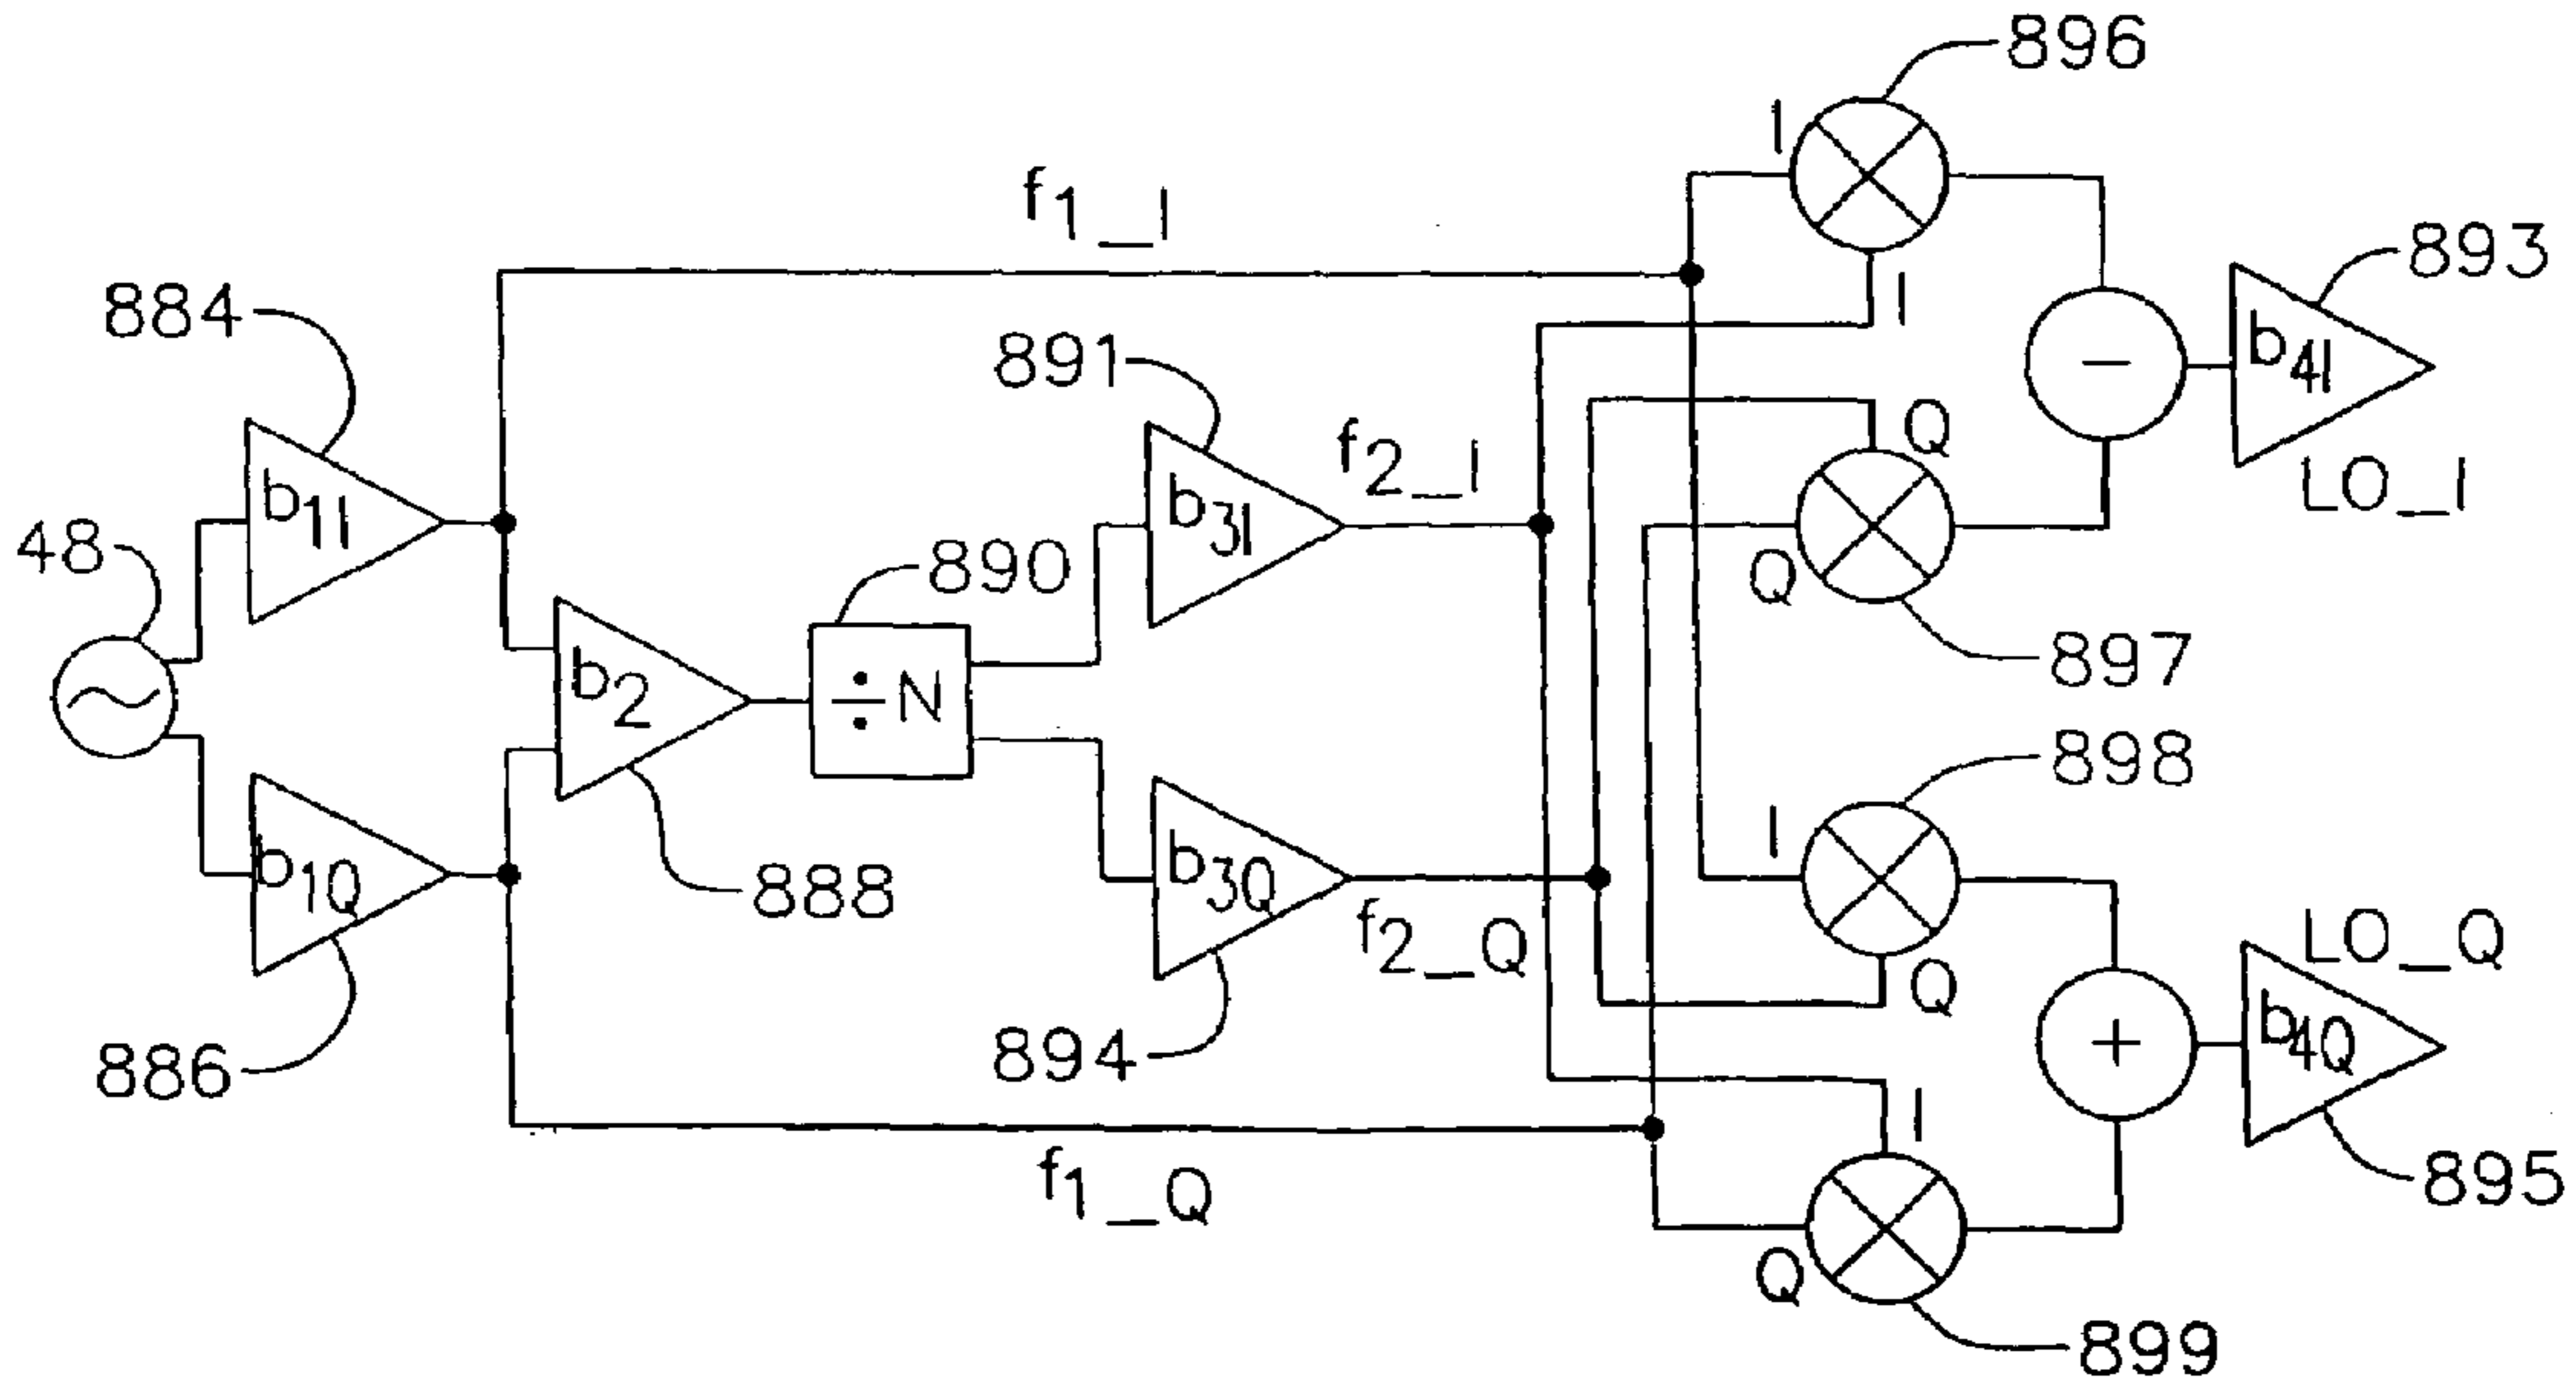 896
I
f1_I
I
893
b4I
LO_I
884
b1I
891
b3I
f2_I
Q
Q
897
48
890
÷N
b2
888
898
I
Q
b1Q
886
b3Q
f2_Q
894
LO_Q
b4Q
895
I
f1_Q
Q
899
−
+